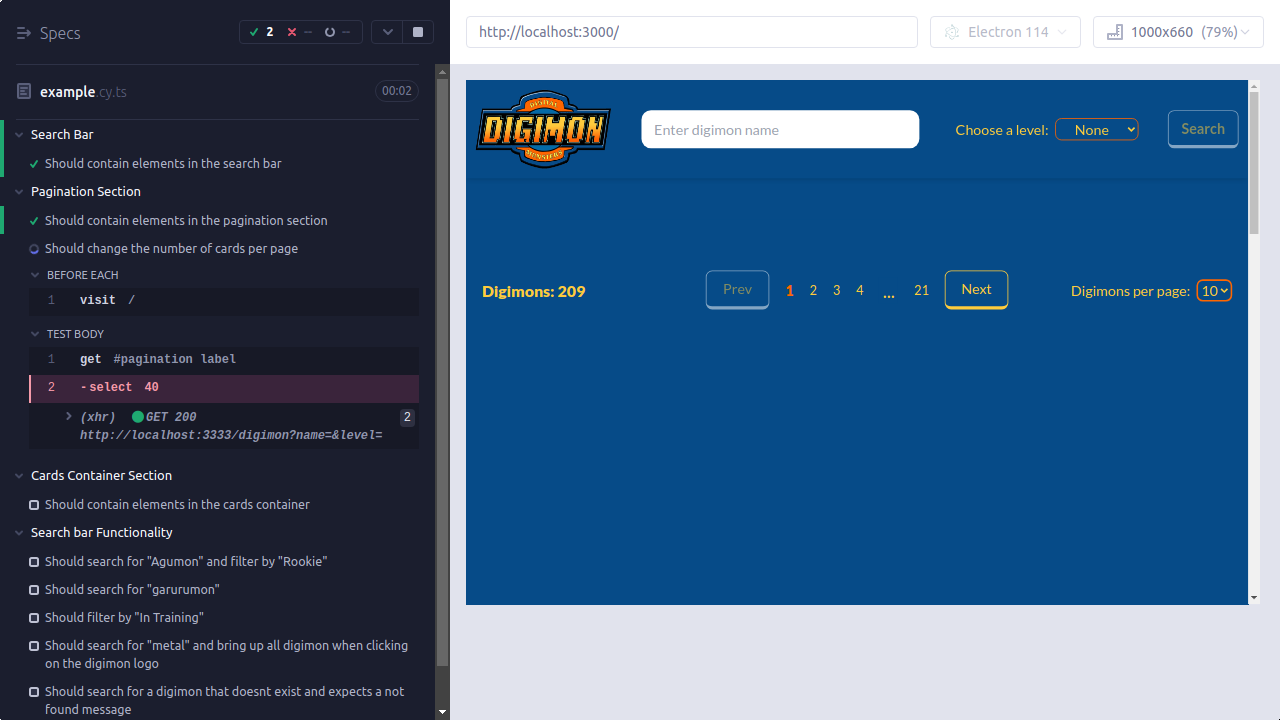 Specs
2
--
--
example.cy.ts
00:02
Search Bar
Should contain elements in the search bar
Pagination Section
Should contain elements in the pagination section
Should change the number of cards per page
BEFORE EACH
1 visit /
TEST BODY
1 get #pagination label
2 -select 40
(xhr) GET 200 2
http://localhost:3333/digimon?name=&level=
Cards Container Section
Should contain elements in the cards container
Search bar Functionality
Should search for "Agumon" and filter by "Rookie"
Should search for "garurumon"
Should filter by "In Training"
Should search for "metal" and bring up all digimon when clicking
on the digimon logo
Should search for a digimon that doesnt exist and expects a not
found message
http://localhost:3000/
Electron 114
1000x660 (79%)
DIGITAL
DIGIMON
MONSTERS
Enter digimon name
Choose a level: None
Search
Digimons: 209
Prev 1 2 3 4 ... 21 Next
Digimons per page: 10